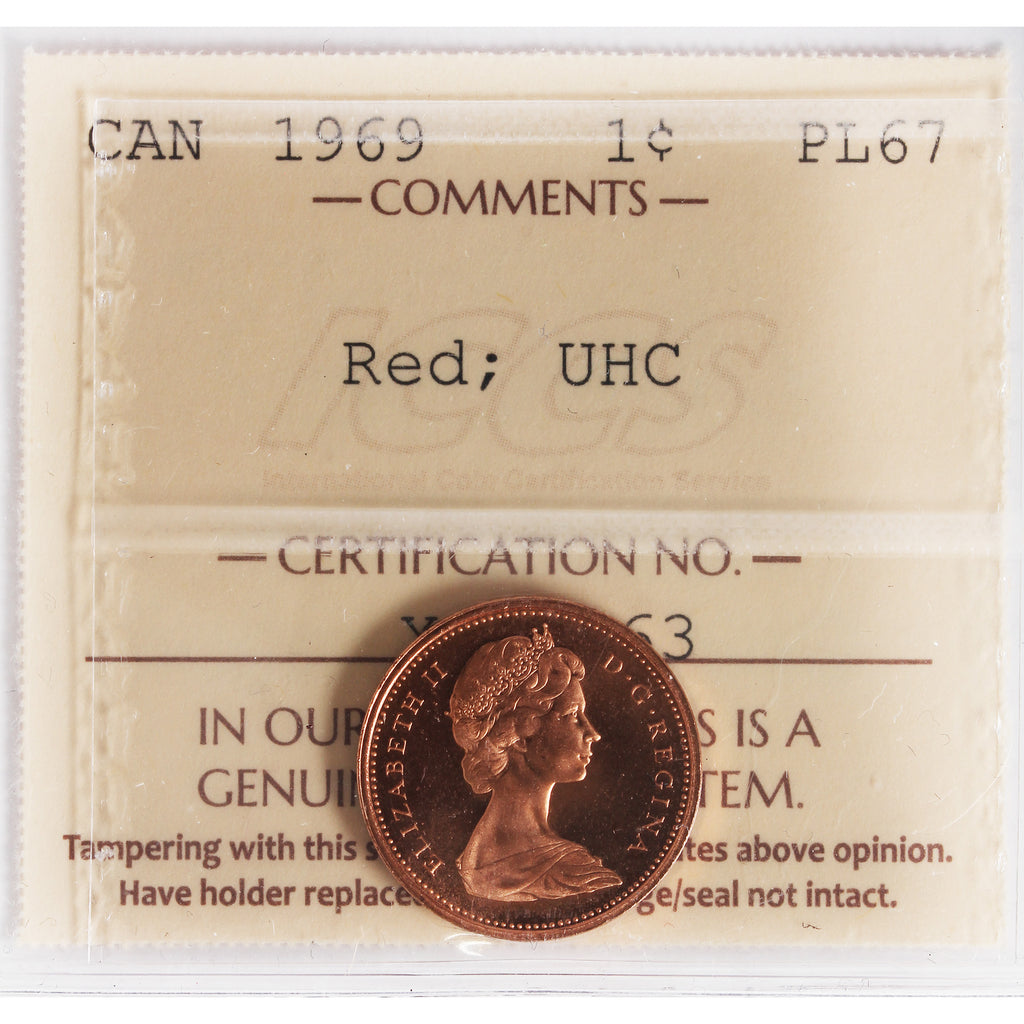 CAN 1969 1¢ PL67
— COMMENTS —
ICCS
Red; UHC
International Coin Certification Service
— CERTIFICATION NO. —
X 63
IN OUR S IS A
GENUI TEM.
Tampering with this s tes above opinion.
Have holder replace ge/seal not intact.
ELIZABETH II D·G·REGINA